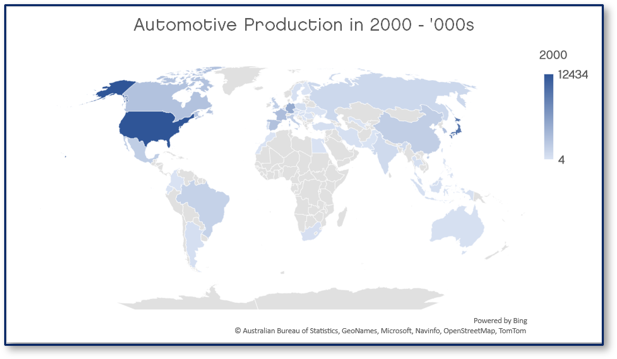 Automotive Production in 2000 - '000s
2000
12434
4
Powered by Bing
© Australian Bureau of Statistics, GeoNames, Microsoft, Navinfo, OpenStreetMap, TomTom